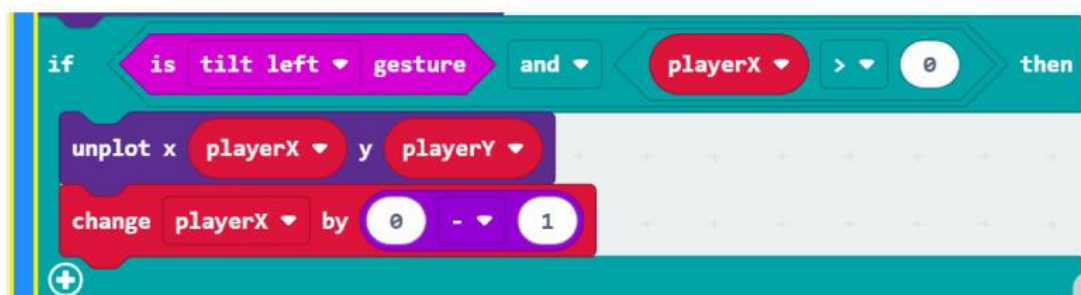 if is tilt left gesture and playerX > 0 then
unplot x playerX y playerY
change playerX by 0 - 1